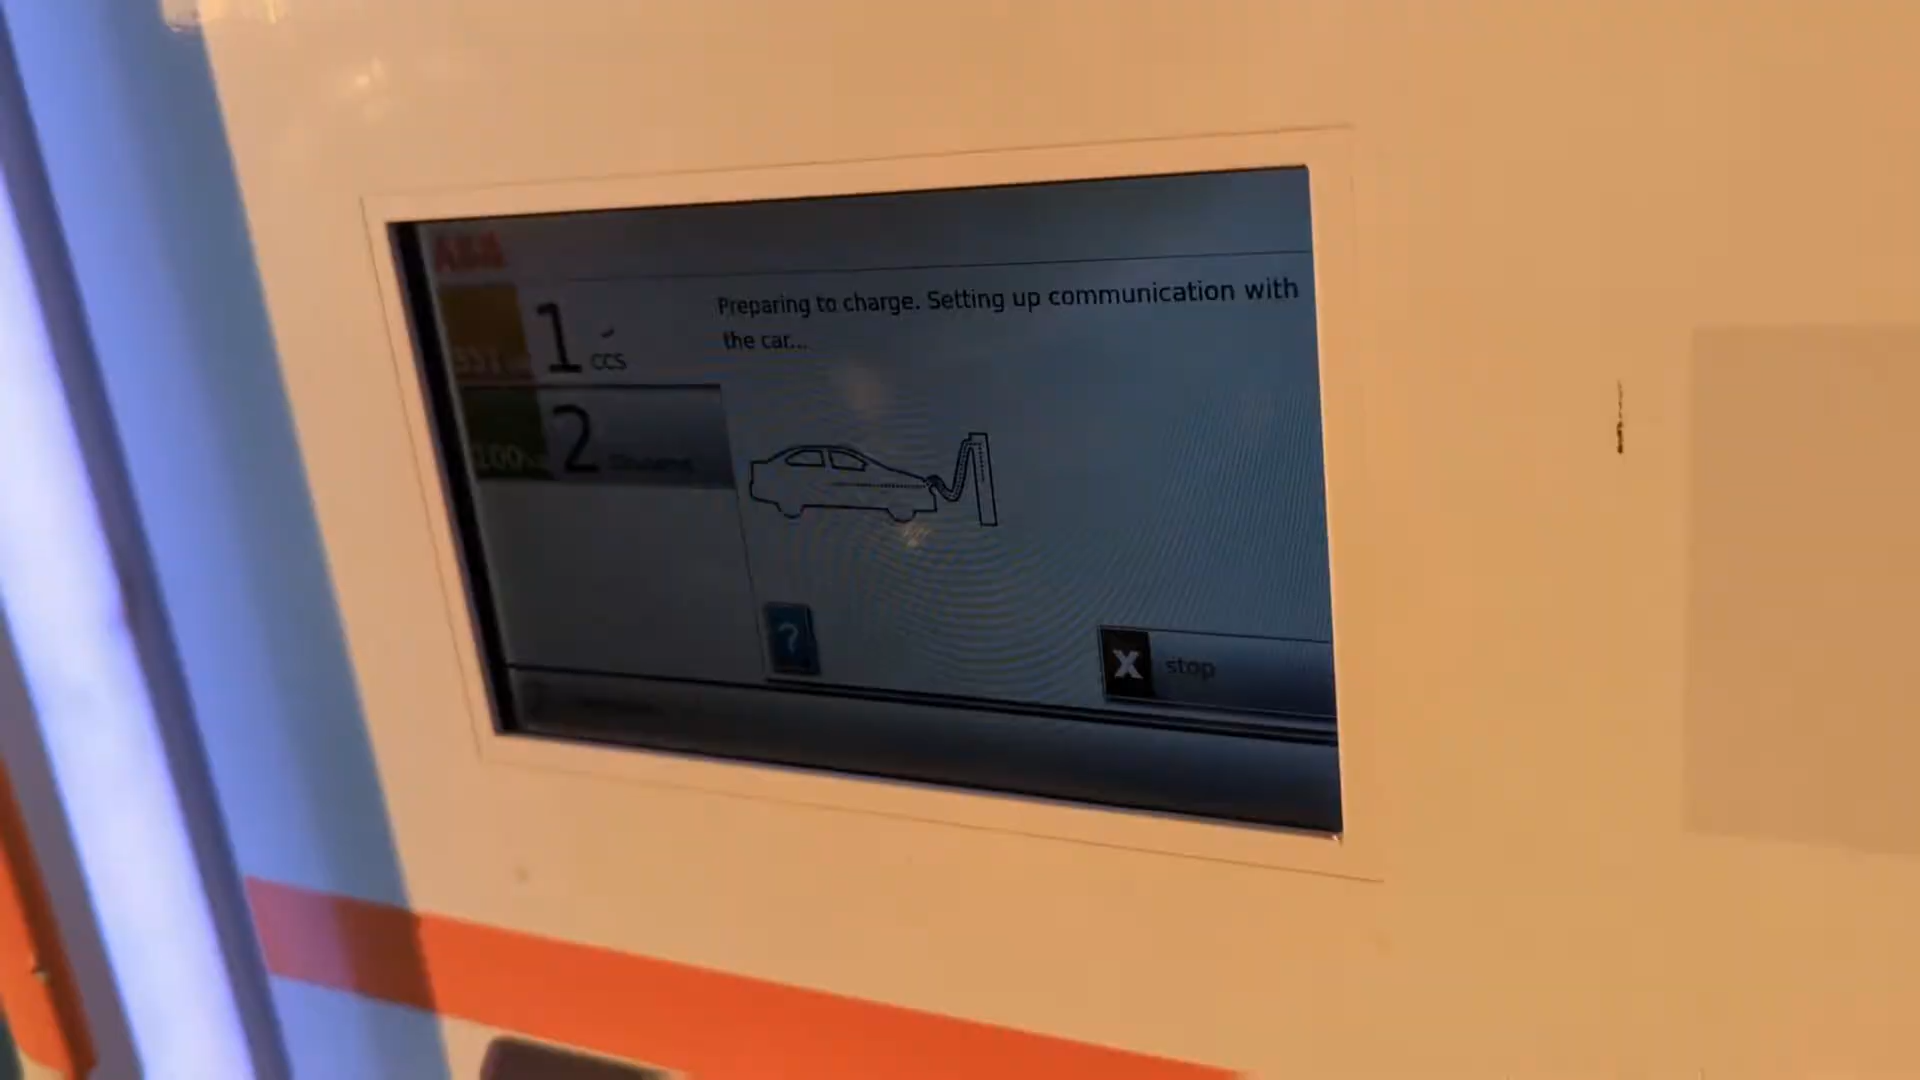 ABB
1 CCS
Preparing to charge. Setting up communication with
the car...
2
?
X stop